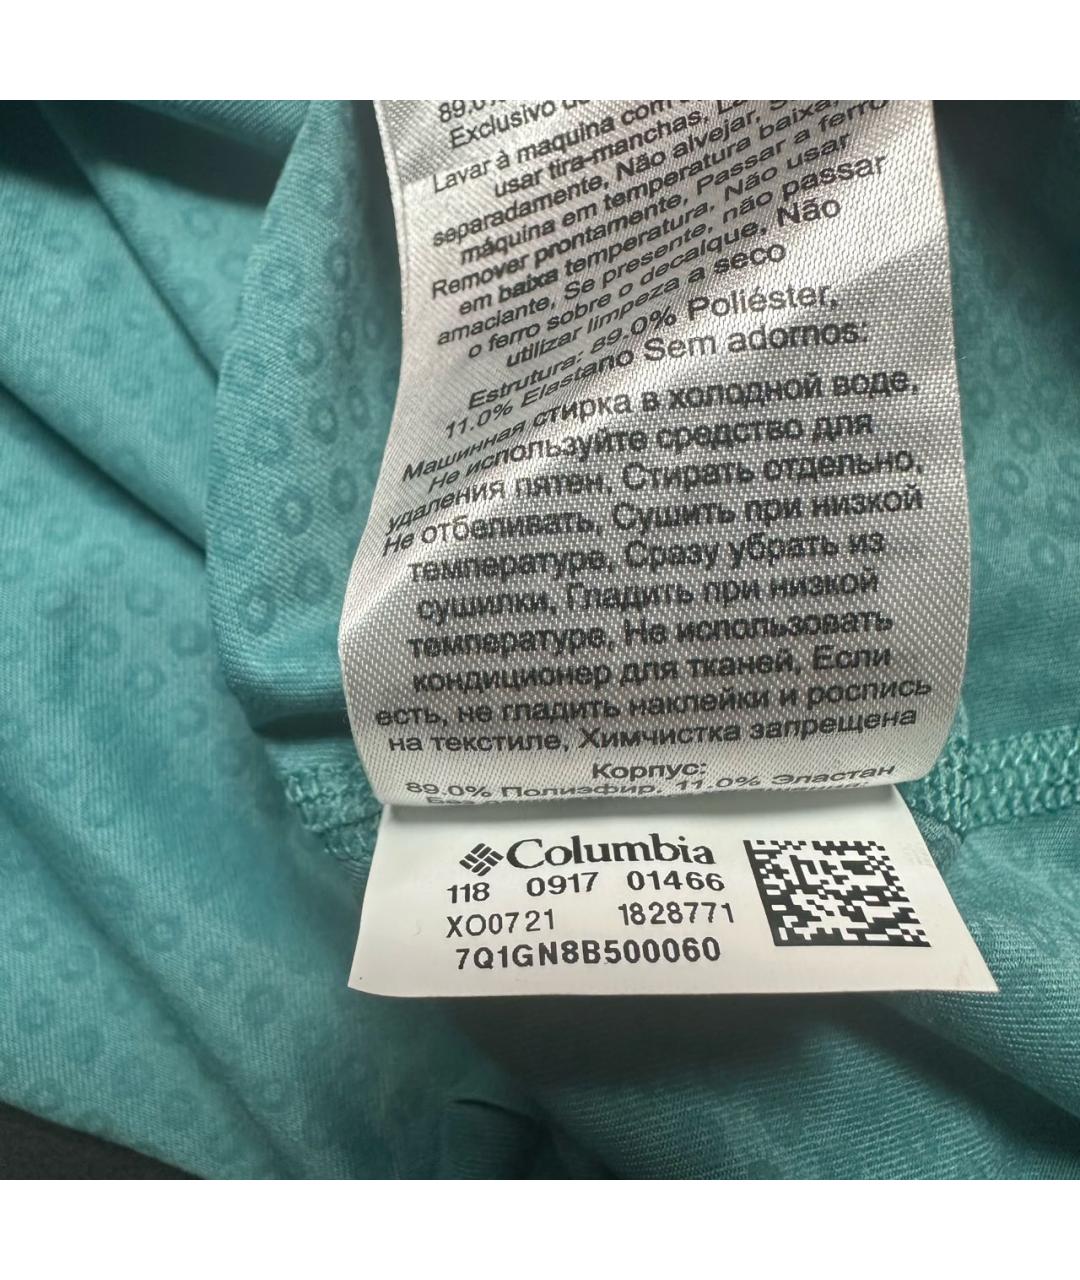 89.0%
Exclusivo
Lavar à maquina com
usar tira-manchas,
separadamente, Não alvejar,
máquina em temperatura baixa,
Remover prontamente, Passar a ferro
em baixa temperatura, Não usar
amaciante, Se presente, não passar
o ferro sobre o decalque, Não
utilizar limpeza a seco
Estrutura: 89.0% Poliéster,
11.0% Elastano Sem adornos:
Машинная стирка в холодной воде,
Не используйте средство для
удаления пятен, Стирать отдельно,
Не отбеливать, Сушить при низкой
температуре, Сразу убрать из
сушилки, Гладить при низкой
температуре, Не использовать
кондиционер для тканей, Если
есть, не гладить наклейки и роспись
на текстиле, Химчистка запрещена
Корпус:
89.0% Полиэфир, 11.0% Эластан
Без
Columbia
118 0917 01466
XO0721 1828771
7Q1GN8B500060